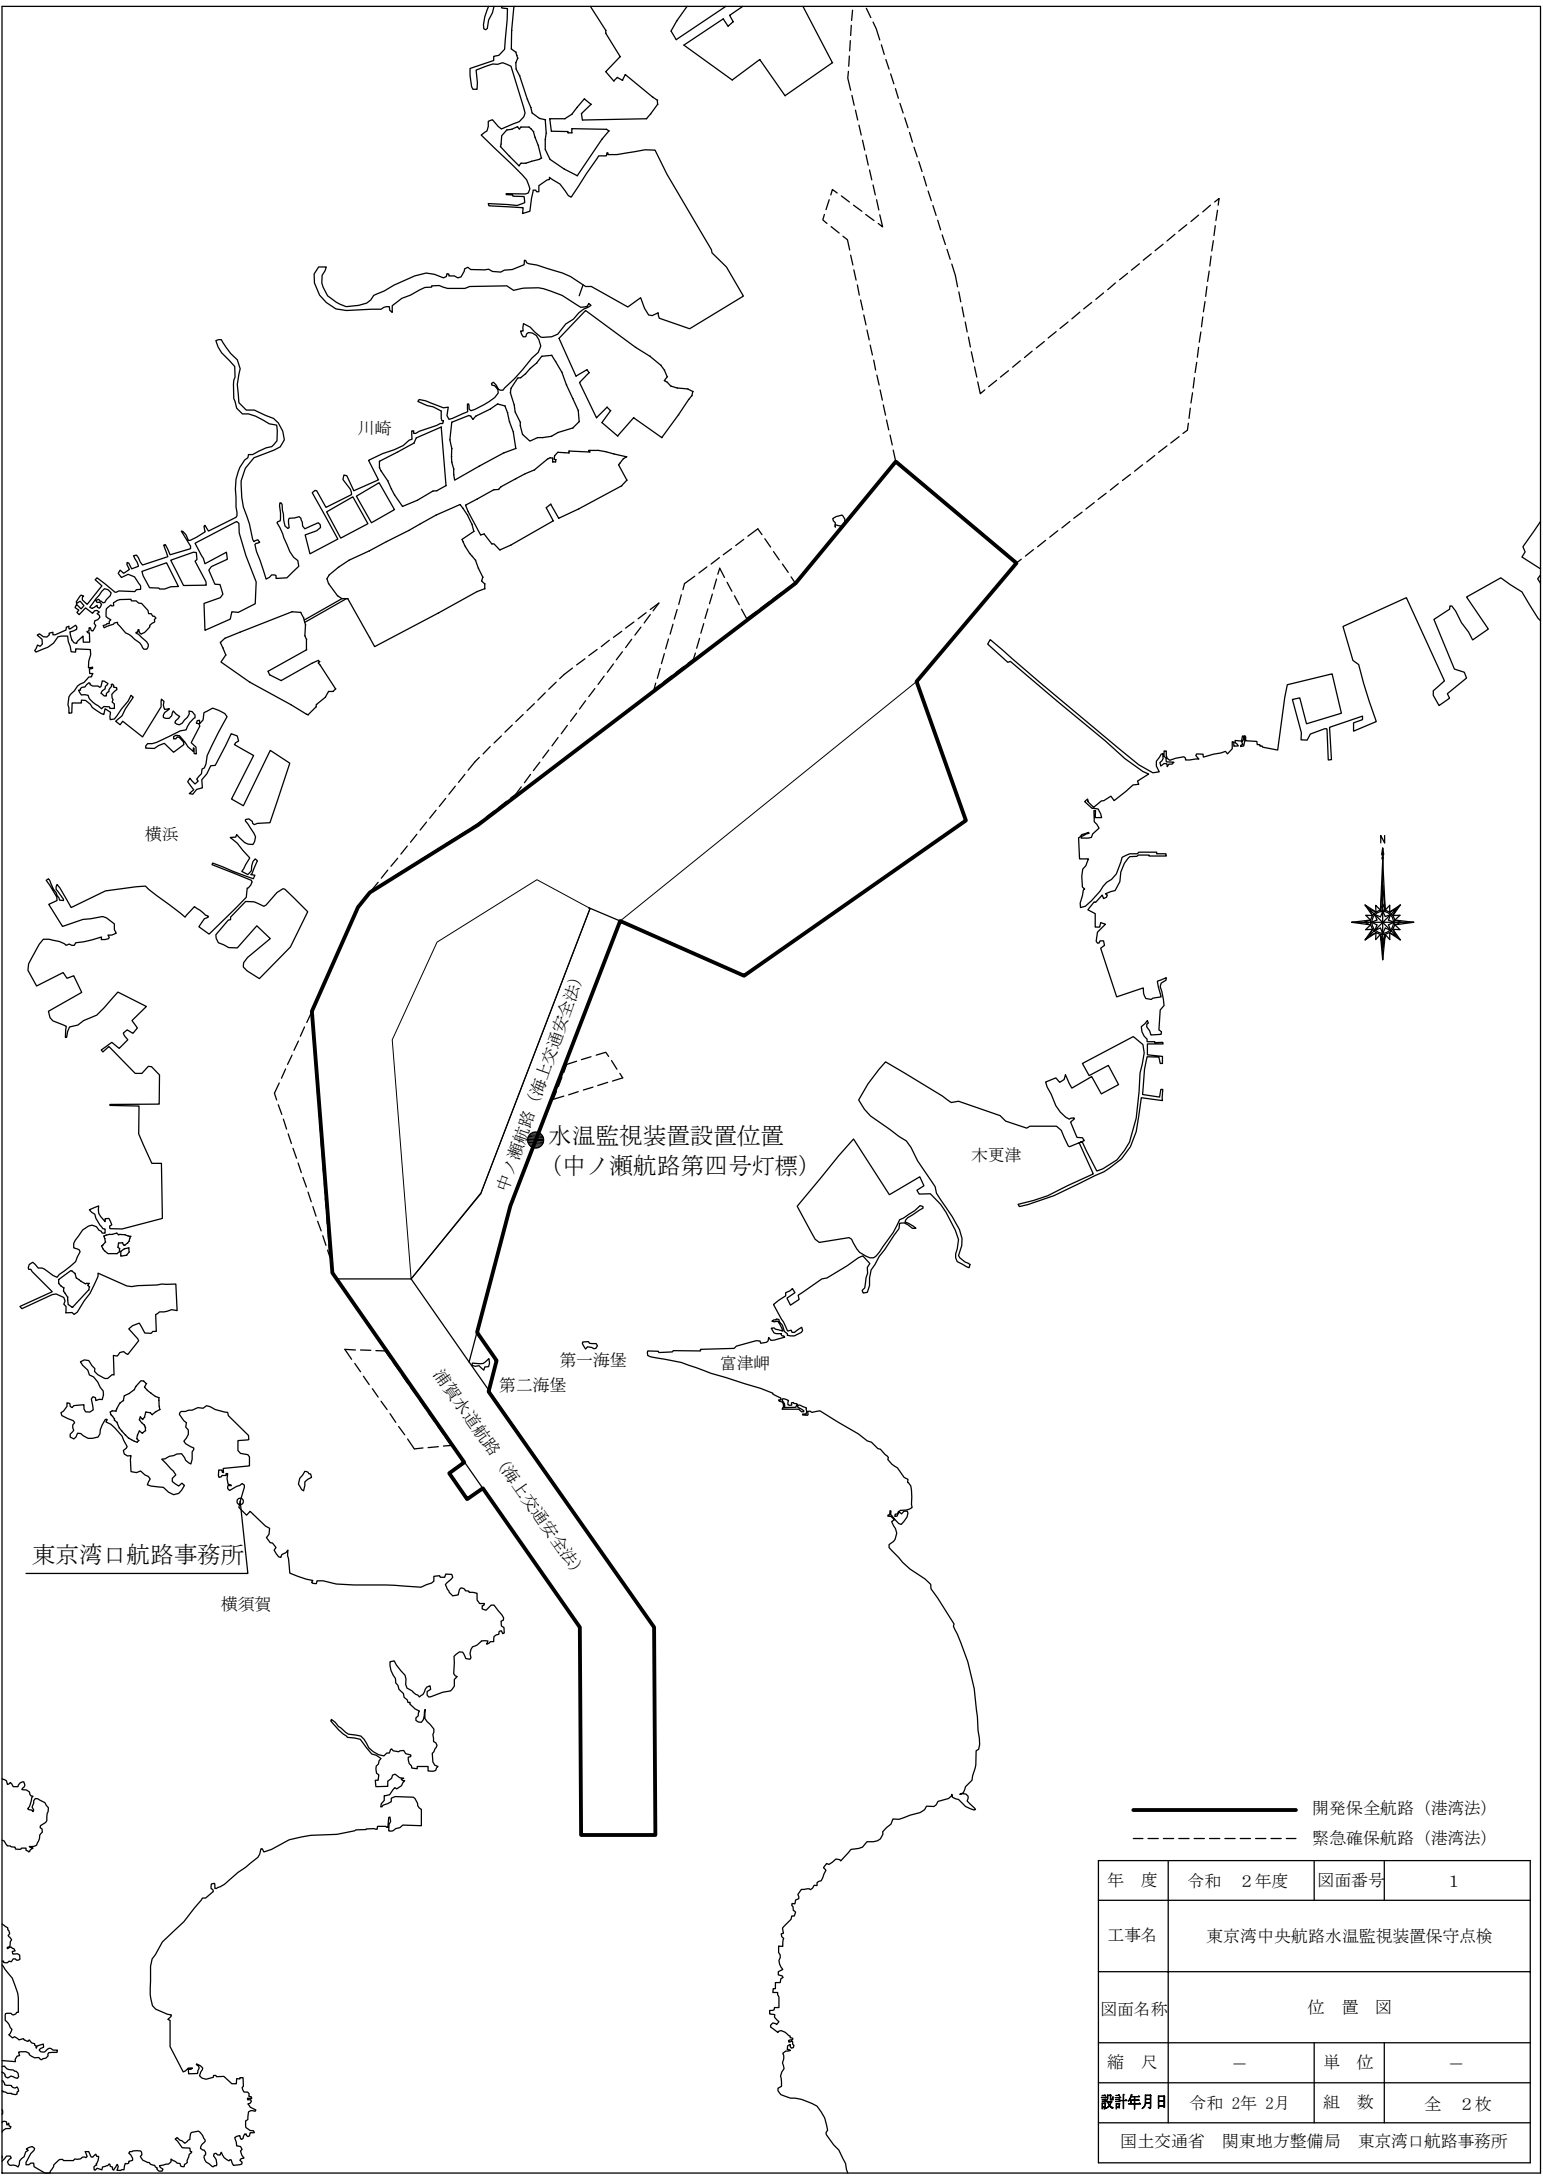 川崎
横浜
N
中ノ瀬航路（海上交通安全法）
水温監視装置設置位置
（中ノ瀬航路第四号灯標）
木更津
第一海堡
富津岬
第二海堡
浦賀水道航路（海上交通安全法）
東京湾口航路事務所
横須賀
開発保全航路（港湾法）
緊急確保航路（港湾法）
年 度 令和 2年度 図面番号 1
工事名 東京湾中央航路水温監視装置保守点検
図面名称 位 置 図
縮 尺 － 単 位 －
設計年月日 令和 2年 2月 組 数 全 2枚
国土交通省 関東地方整備局 東京湾口航路事務所